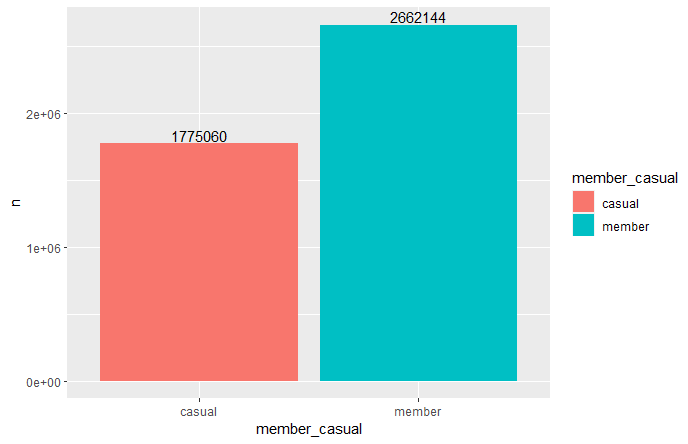 2662144
1775060
2e+06
1e+06
0e+00
n
casual
member
member_casual
member_casual
casual
member